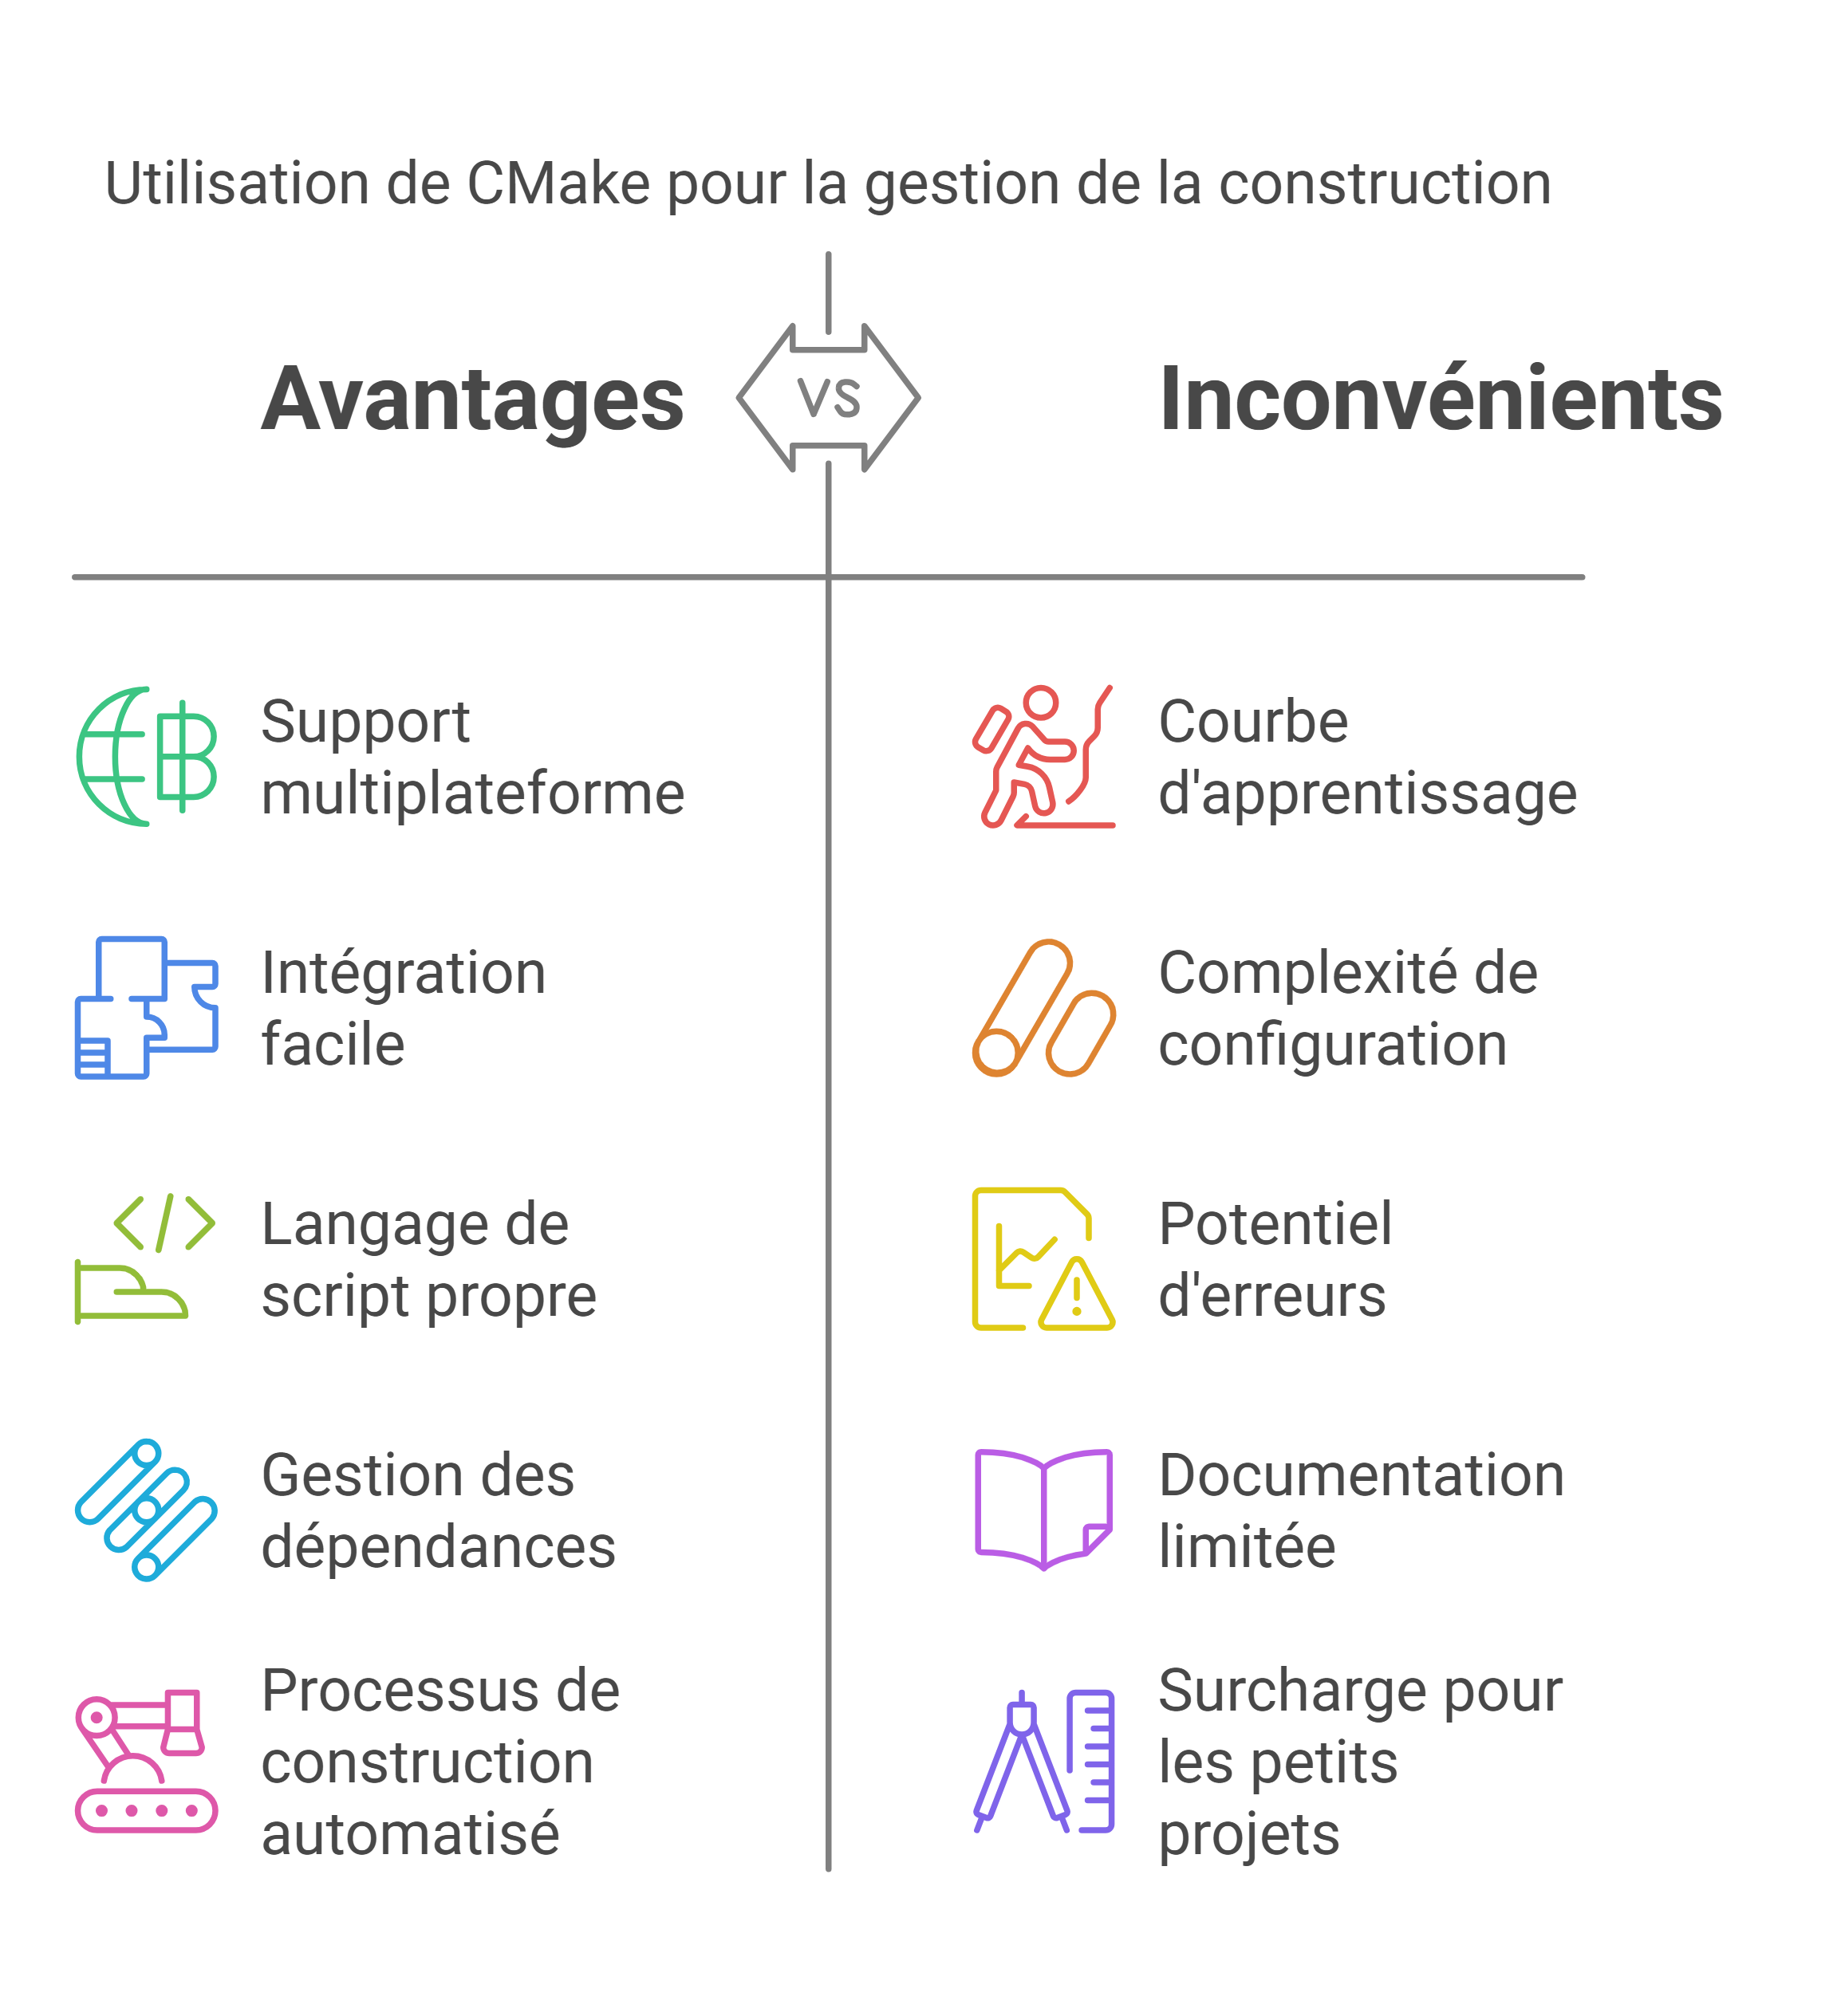 Utilisation de CMake pour la gestion de la construction
Avantages
VS
Inconvénients
Support
multiplateforme
Courbe
d'apprentissage
Intégration
facile
Complexité de
configuration
Langage de
script propre
Potentiel
d'erreurs
Gestion des
dépendances
Documentation
limitée
Processus de
construction
automatisé
Surcharge pour
les petits
projets